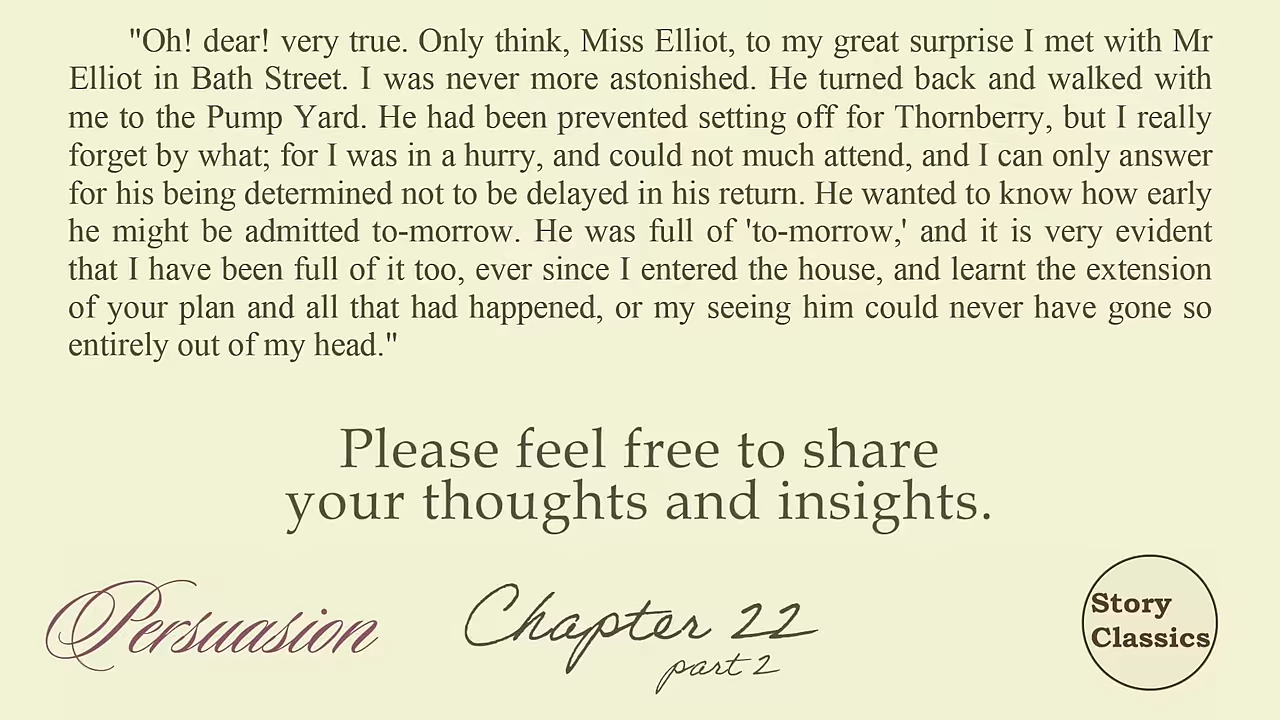 "Oh! dear! very true. Only think, Miss Elliot, to my great surprise I met with Mr
Elliot in Bath Street. I was never more astonished. He turned back and walked with
me to the Pump Yard. He had been prevented setting off for Thornberry, but I really
forget by what; for I was in a hurry, and could not much attend, and I can only answer
for his being determined not to be delayed in his return. He wanted to know how early
he might be admitted to-morrow. He was full of 'to-morrow,' and it is very evident
that I have been full of it too, ever since I entered the house, and learnt the extension
of your plan and all that had happened, or my seeing him could never have gone so
entirely out of my head."
Please feel free to share
your thoughts and insights.
Persuasion
Chapter 22
part 2
Story
Classics